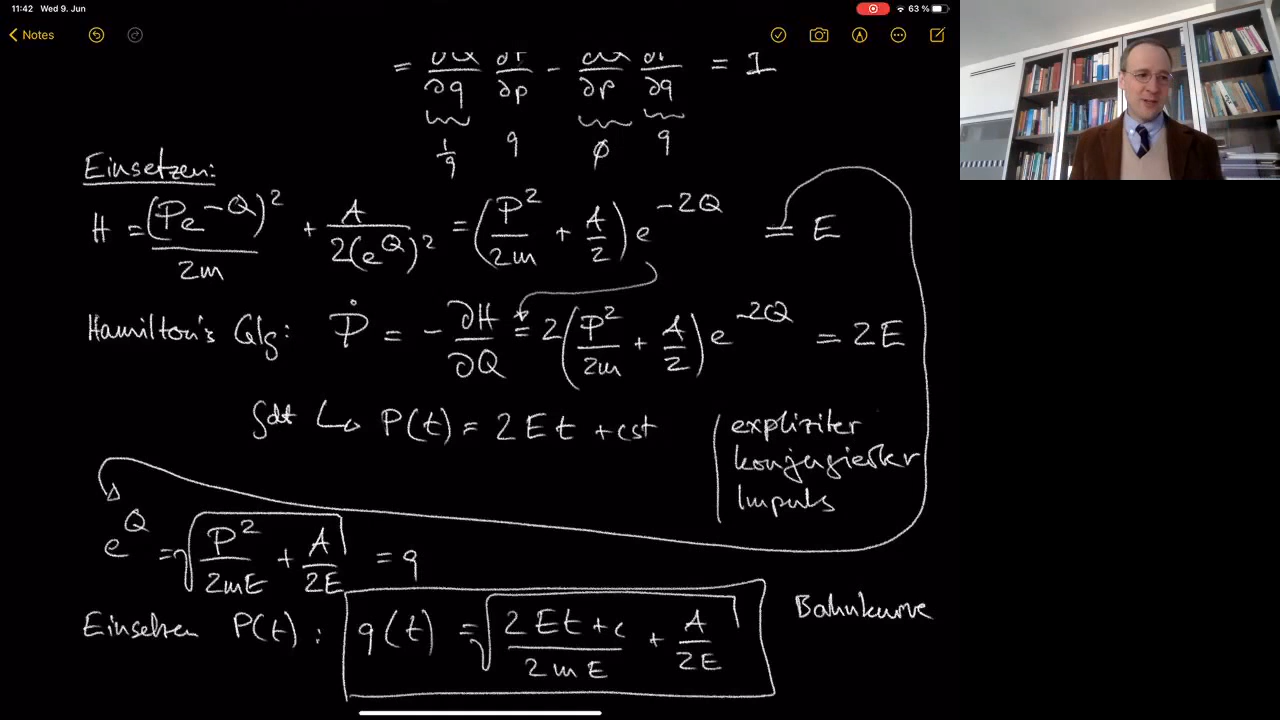 11:42 Wed 9. Jun 63 %
Notes
= ∂Q/∂q ∂P/∂p − ∂Q/∂p ∂P/∂q = 1
1/q q ∅ q
Einsetzen:
H = (Pe^−Q)²/2m + A/2(e^Q)² = (P²/2m + A/2) e^−2Q = E
Hamilton's Glg: Ṗ = − ∂H/∂Q = 2 (P²/2m + A/2) e^−2Q = 2E
∫dt ↳ P(t) = 2Et + cst
expliziter
konjugierter
Impuls
e^Q = √(P²/2mE + A/2E) = q
Einsetzen P(t): q(t) = √((2Et + c)/2mE + A/2E) Bahnkurve